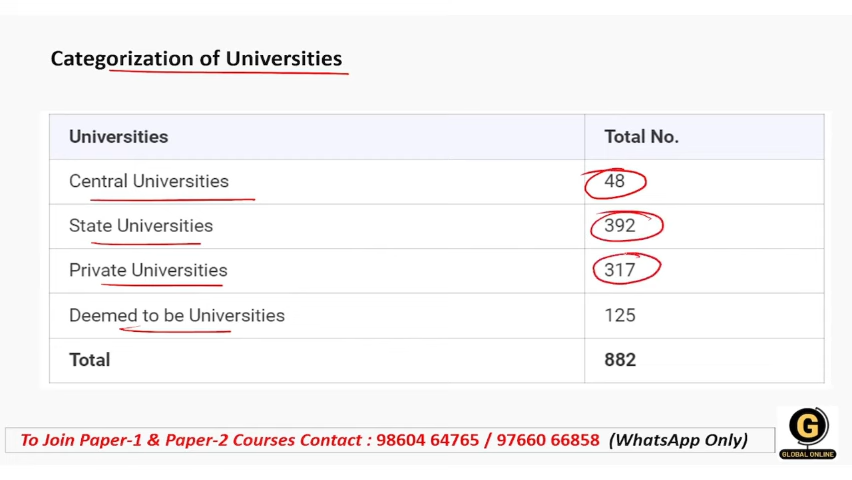 Categorization of Universities
Universities Total No.
Central Universities 48
State Universities 392
Private Universities 317
Deemed to be Universities 125
Total 882
To Join Paper-1 & Paper-2 Courses Contact : 98604 64765 / 97660 66858 (WhatsApp Only)
G
GLOBAL ONLINE